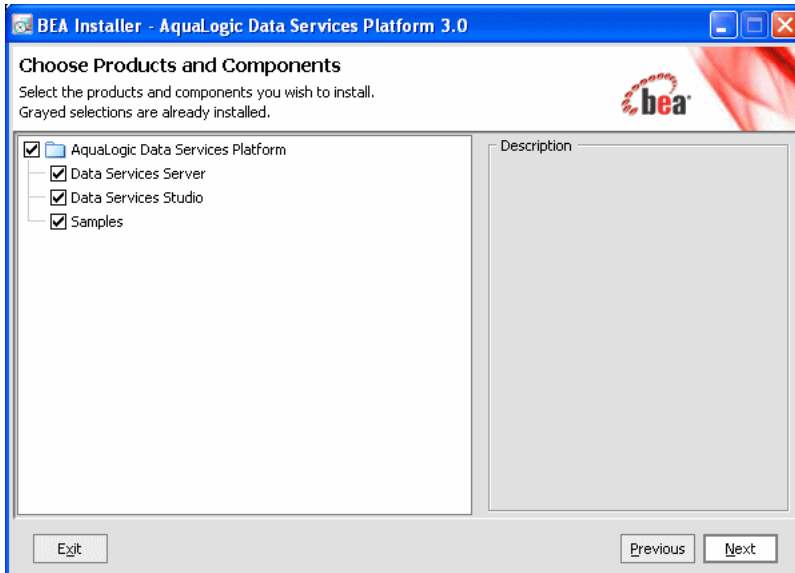 BEA Installer - AquaLogic Data Services Platform 3.0
Choose Products and Components
Select the products and components you wish to install.
Grayed selections are already installed.
bea
AquaLogic Data Services Platform
Data Services Server
Data Services Studio
Samples
Description
Exit
Previous
Next